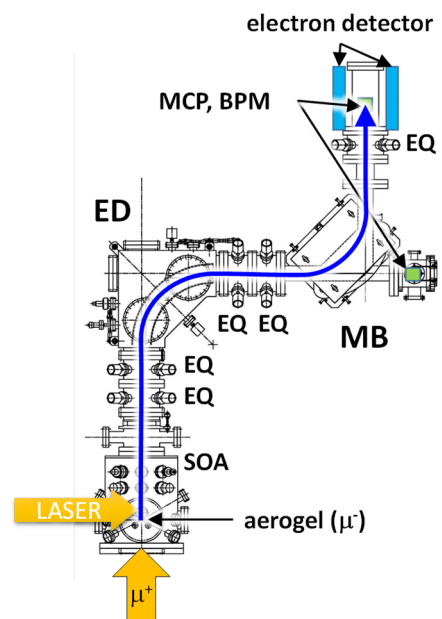 electron detector
MCP, BPM
EQ
ED
EQ EQ
MB
EQ
EQ
SOA
LASER
aerogel (μ⁻)
μ⁺